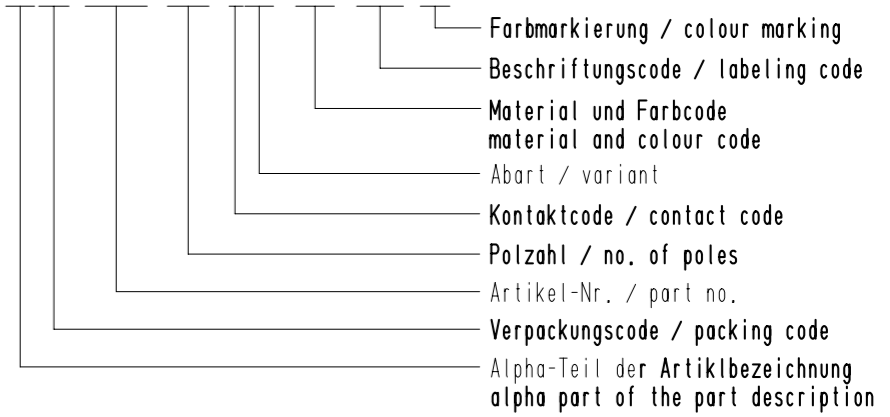 Farbmarkierung / colour marking
Beschriftungscode / labeling code
Material und Farbcode
material and colour code
Abart / variant
Kontaktcode / contact code
Polzahl / no. of poles
Artikel-Nr. / part no.
Verpackungscode / packing code
Alpha-Teil der Artiklbezeichnung
alpha part of the part description